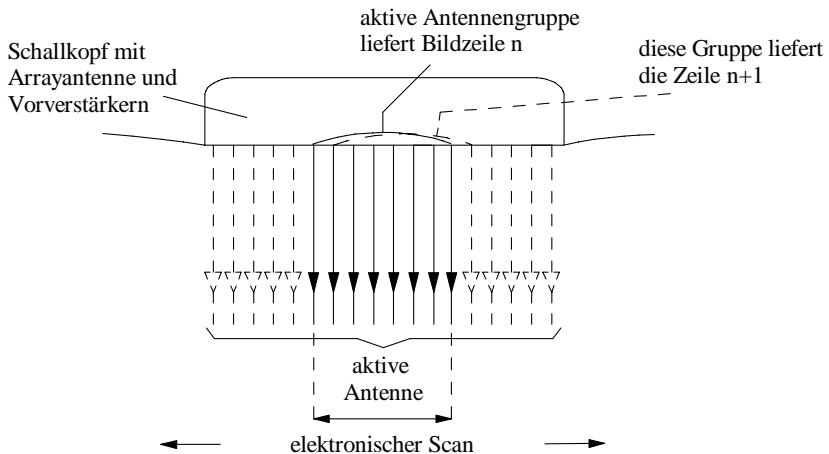 aktive Antennengruppe
liefert Bildzeile n
Schallkopf mit
Arrayantenne und
Vorverstärkern
diese Gruppe liefert
die Zeile n+1
aktive
Antenne
elektronischer Scan